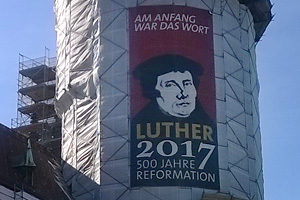 AM ANFANG
WAR DAS WORT
LUTHER
2017
500 JAHRE
REFORMATION